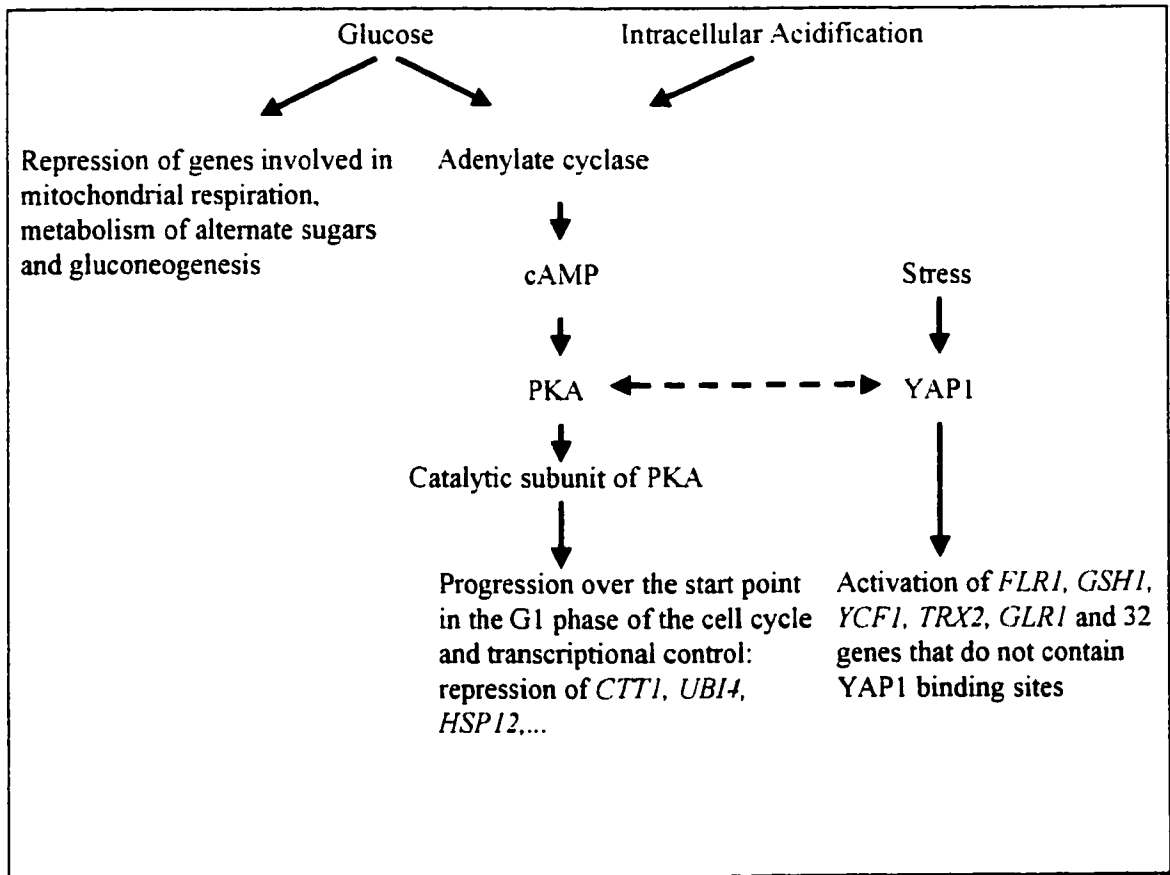 Glucose
Intracellular Acidification
Repression of genes involved in
mitochondrial respiration,
metabolism of alternate sugars
and gluconeogenesis
Adenylate cyclase
cAMP
Stress
PKA
YAP1
Catalytic subunit of PKA
Progression over the start point
in the G1 phase of the cell cycle
and transcriptional control:
repression of CTT1, UBI4,
HSP12,...
Activation of FLR1, GSH1,
YCF1, TRX2, GLR1 and 32
genes that do not contain
YAP1 binding sites